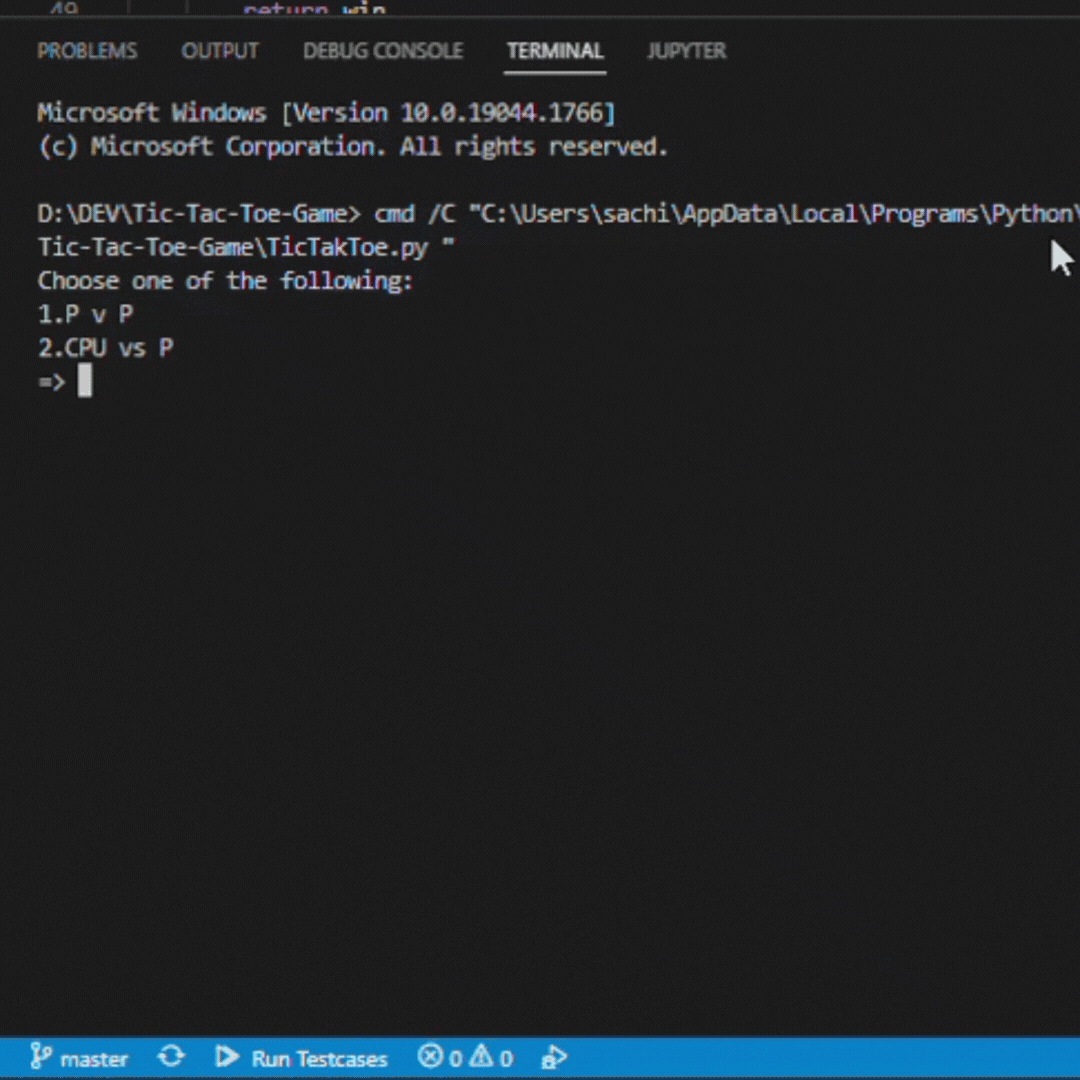 49 return win
PROBLEMS OUTPUT DEBUG CONSOLE TERMINAL JUPYTER
Microsoft Windows [Version 10.0.19044.1766]
(c) Microsoft Corporation. All rights reserved.
D:\DEV\Tic-Tac-Toe-Game> cmd /C "C:\Users\sachi\AppData\Local\Programs\Python\
Tic-Tac-Toe-Game\TicTakToe.py "
Choose one of the following:
1.P v P
2.CPU vs P
=>
master Run Testcases 0 0